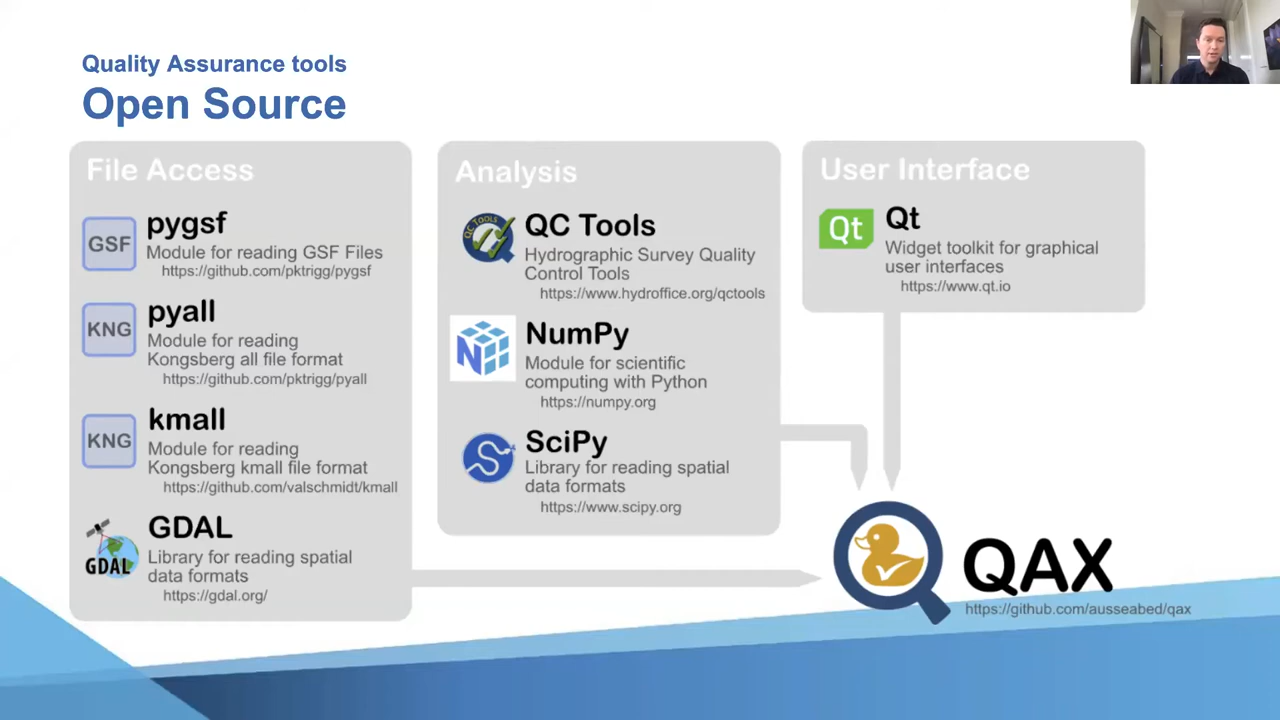 Quality Assurance tools
Open Source
File Access
GSF
pygsf
Module for reading GSF Files
https://github.com/pktrigg/pygsf
KNG
pyall
Module for reading
Kongsberg all file format
https://github.com/pktrigg/pyall
KNG
kmall
Module for reading
Kongsberg kmall file format
https://github.com/valschmidt/kmall
GDAL
GDAL
Library for reading spatial
data formats
https://gdal.org/
Analysis
QC TOOLS
QC Tools
Hydrographic Survey Quality
Control Tools
https://www.hydroffice.org/qctools
NumPy
Module for scientific
computing with Python
https://numpy.org
SciPy
Library for reading spatial
data formats
https://www.scipy.org
User Interface
Qt
Qt
Widget toolkit for graphical
user interfaces
https://www.qt.io
QAX
https://github.com/ausseabed/qax